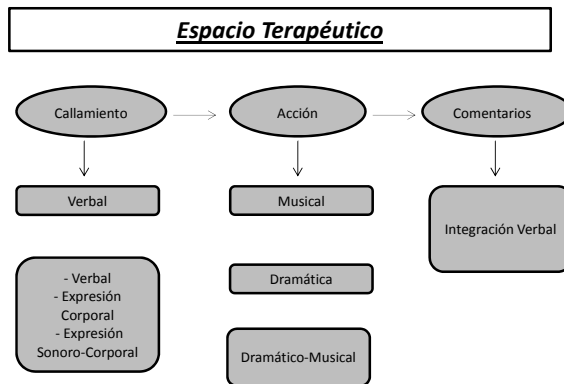 Espacio Terapéutico
Callamiento
Acción
Comentarios
Verbal
Musical
Integración Verbal
- Verbal
- Expresión
Corporal
- Expresión
Sonoro-Corporal
Dramática
Dramático-Musical